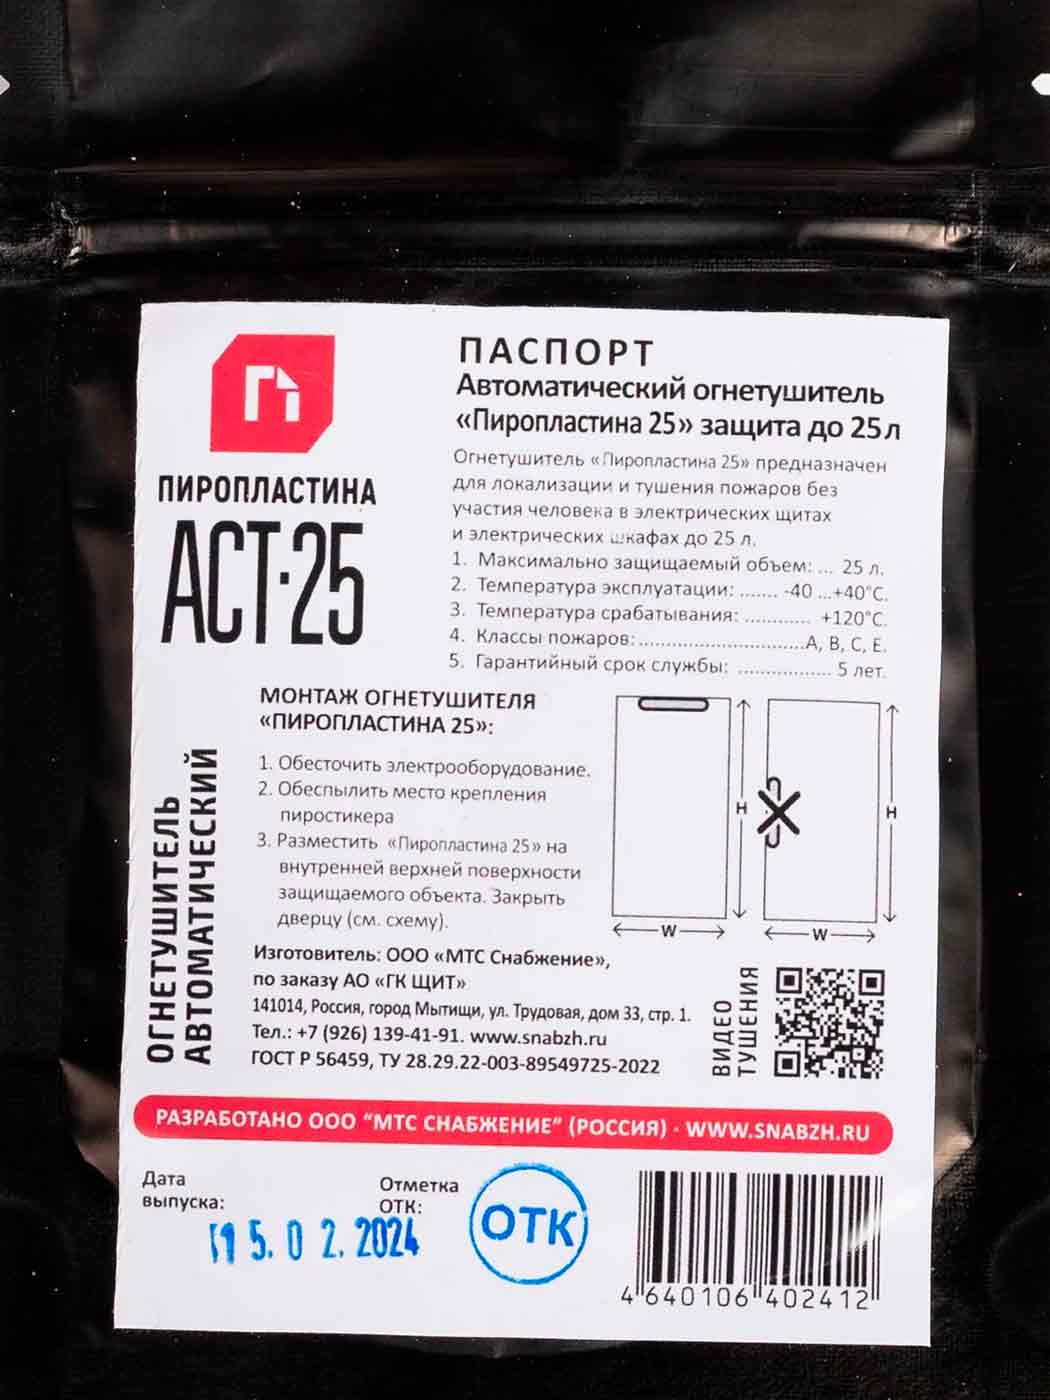 ПИРОПЛАСТИНА
АСТ·25
ОГНЕТУШИТЕЛЬ
АВТОМАТИЧЕСКИЙ
ПАСПОРТ
Автоматический огнетушитель
«Пиропластина 25» защита до 25л
Огнетушитель «Пиропластина 25» предназначен
для локализации и тушения пожаров без
участия человека в электрических щитах
и электрических шкафах до 25 л.
1. Максимально защищаемый объем: ... 25 л.
2. Температура эксплуатации: ....... -40 ...+40°С.
3. Температура срабатывания: ............ +120°С.
4. Классы пожаров:..............................А, В, С, Е.
5. Гарантийный срок службы: ................. 5 лет.
МОНТАЖ ОГНЕТУШИТЕЛЯ
«ПИРОПЛАСТИНА 25»:
1. Обесточить электрооборудование.
2. Обеспылить место крепления
пиростикера
3. Разместить «Пиропластина 25» на
внутренней верхней поверхности
защищаемого объекта. Закрыть
дверцу (см. схему).
H
W
H
W
Изготовитель: ООО «МТС Снабжение»,
по заказу АО «ГК ЩИТ»
141014, Россия, город Мытищи, ул. Трудовая, дом 33, стр. 1.
Тел.: +7 (926) 139-41-91. www.snabzh.ru
ГОСТ Р 56459, ТУ 28.29.22-003-89549725-2022
ВИДЕО
ТУШЕНИЯ
РАЗРАБОТАНО ООО "МТС СНАБЖЕНИЕ" (РОССИЯ) · WWW.SNABZH.RU
Дата
выпуска:
5.02.2024
Отметка
ОТК:
ОТК
4 640106 402412